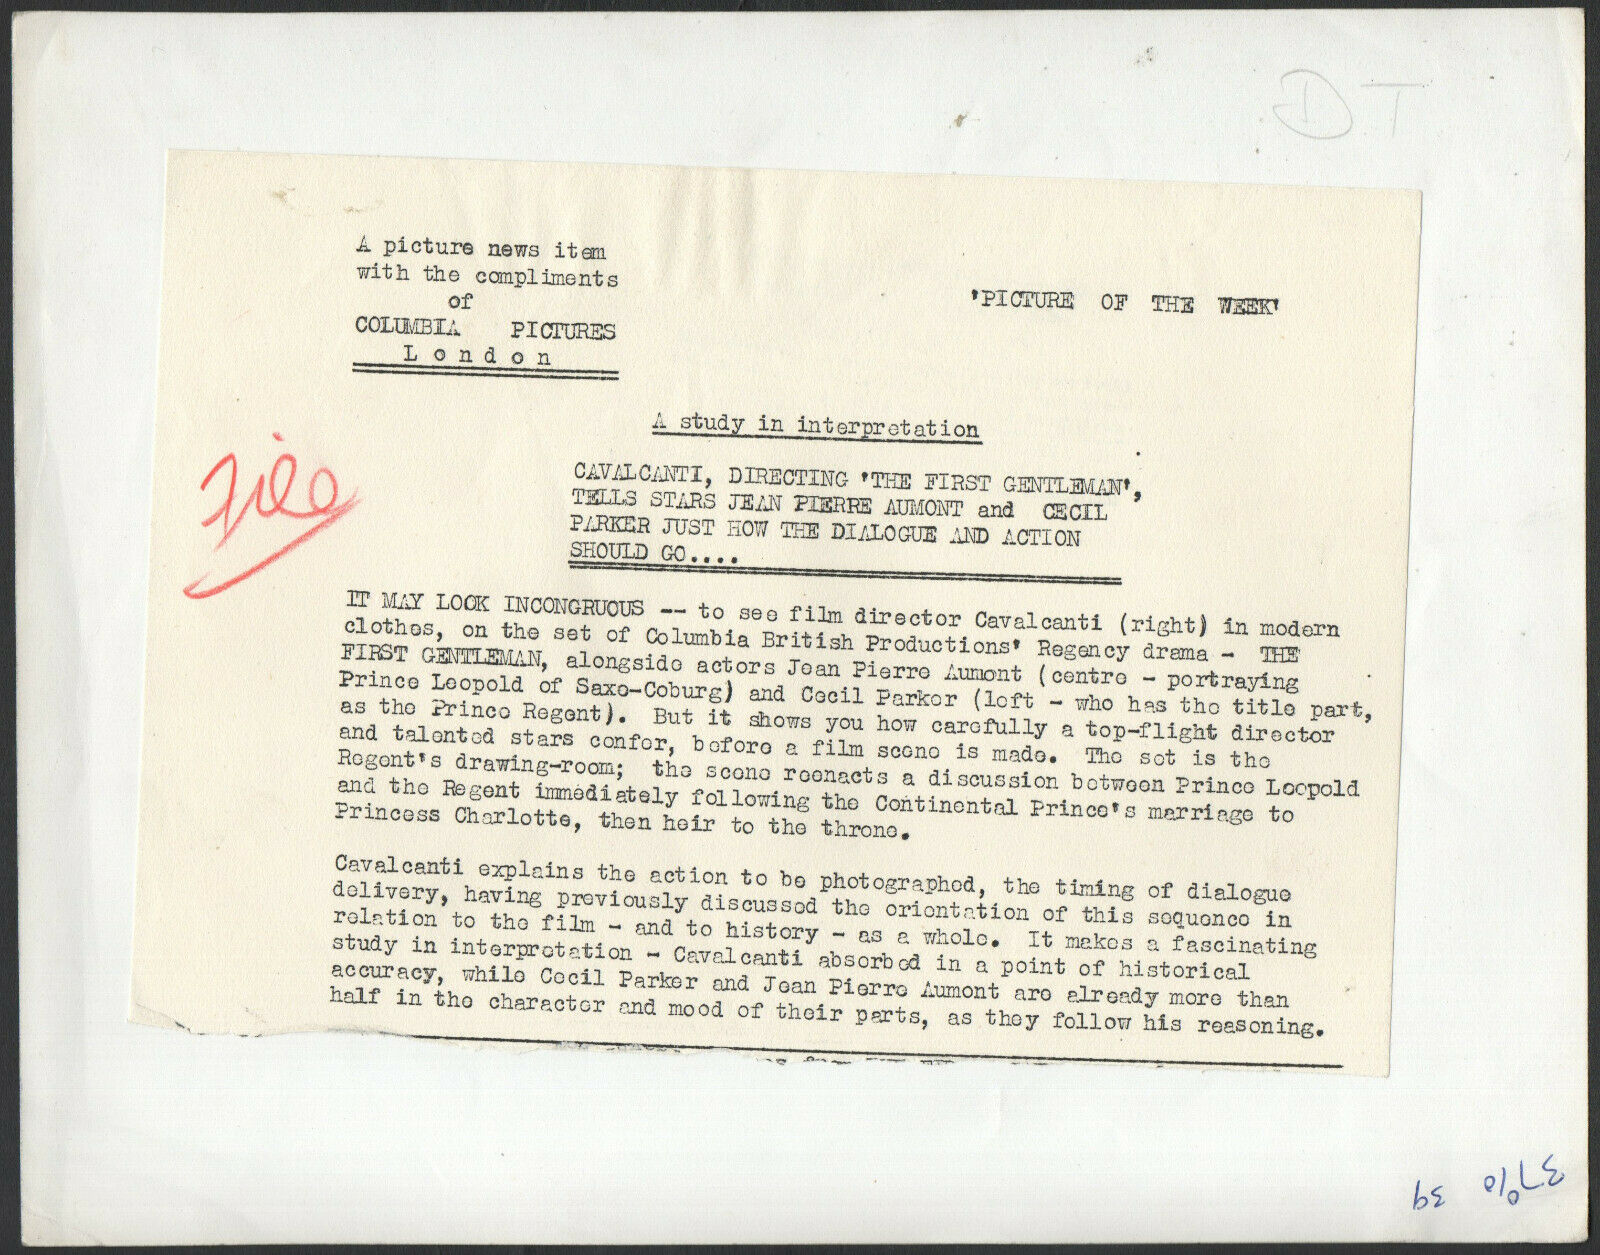 A picture news item
with the compliments
of
COLUMBIA PICTURES
London
'PICTURE OF THE WEEK'
A study in interpretation
CAVALCANTI, DIRECTING 'THE FIRST GENTLEMAN',
TELLS STARS JEAN PIERRE AUMONT and CECIL
PARKER JUST HOW THE DIALOGUE AND ACTION
SHOULD GO....
File
IT MAY LOOK INCONGRUOUS -- to see film director Cavalcanti (right) in modern
clothes, on the set of Columbia British Productions' Regency drama - THE
FIRST GENTLEMAN, alongside actors Jean Pierre Aumont (centre - portraying
Prince Leopold of Saxe-Coburg) and Cecil Parker (left - who has the title part,
as the Prince Regent). But it shows you how carefully a top-flight director
and talented stars confer, before a film scene is made. The set is the
Regent's drawing-room; the scene reenacts a discussion between Prince Leopold
and the Regent immediately following the Continental Prince's marriage to
Princess Charlotte, then heir to the throne.
Cavalcanti explains the action to be photographed, the timing of dialogue
delivery, having previously discussed the orientation of this sequence in
relation to the film - and to history - as a whole. It makes a fascinating
study in interpretation - Cavalcanti absorbed in a point of historical
accuracy, while Cecil Parker and Jean Pierre Aumont are already more than
half in the character and mood of their parts, as they follow his reasoning.